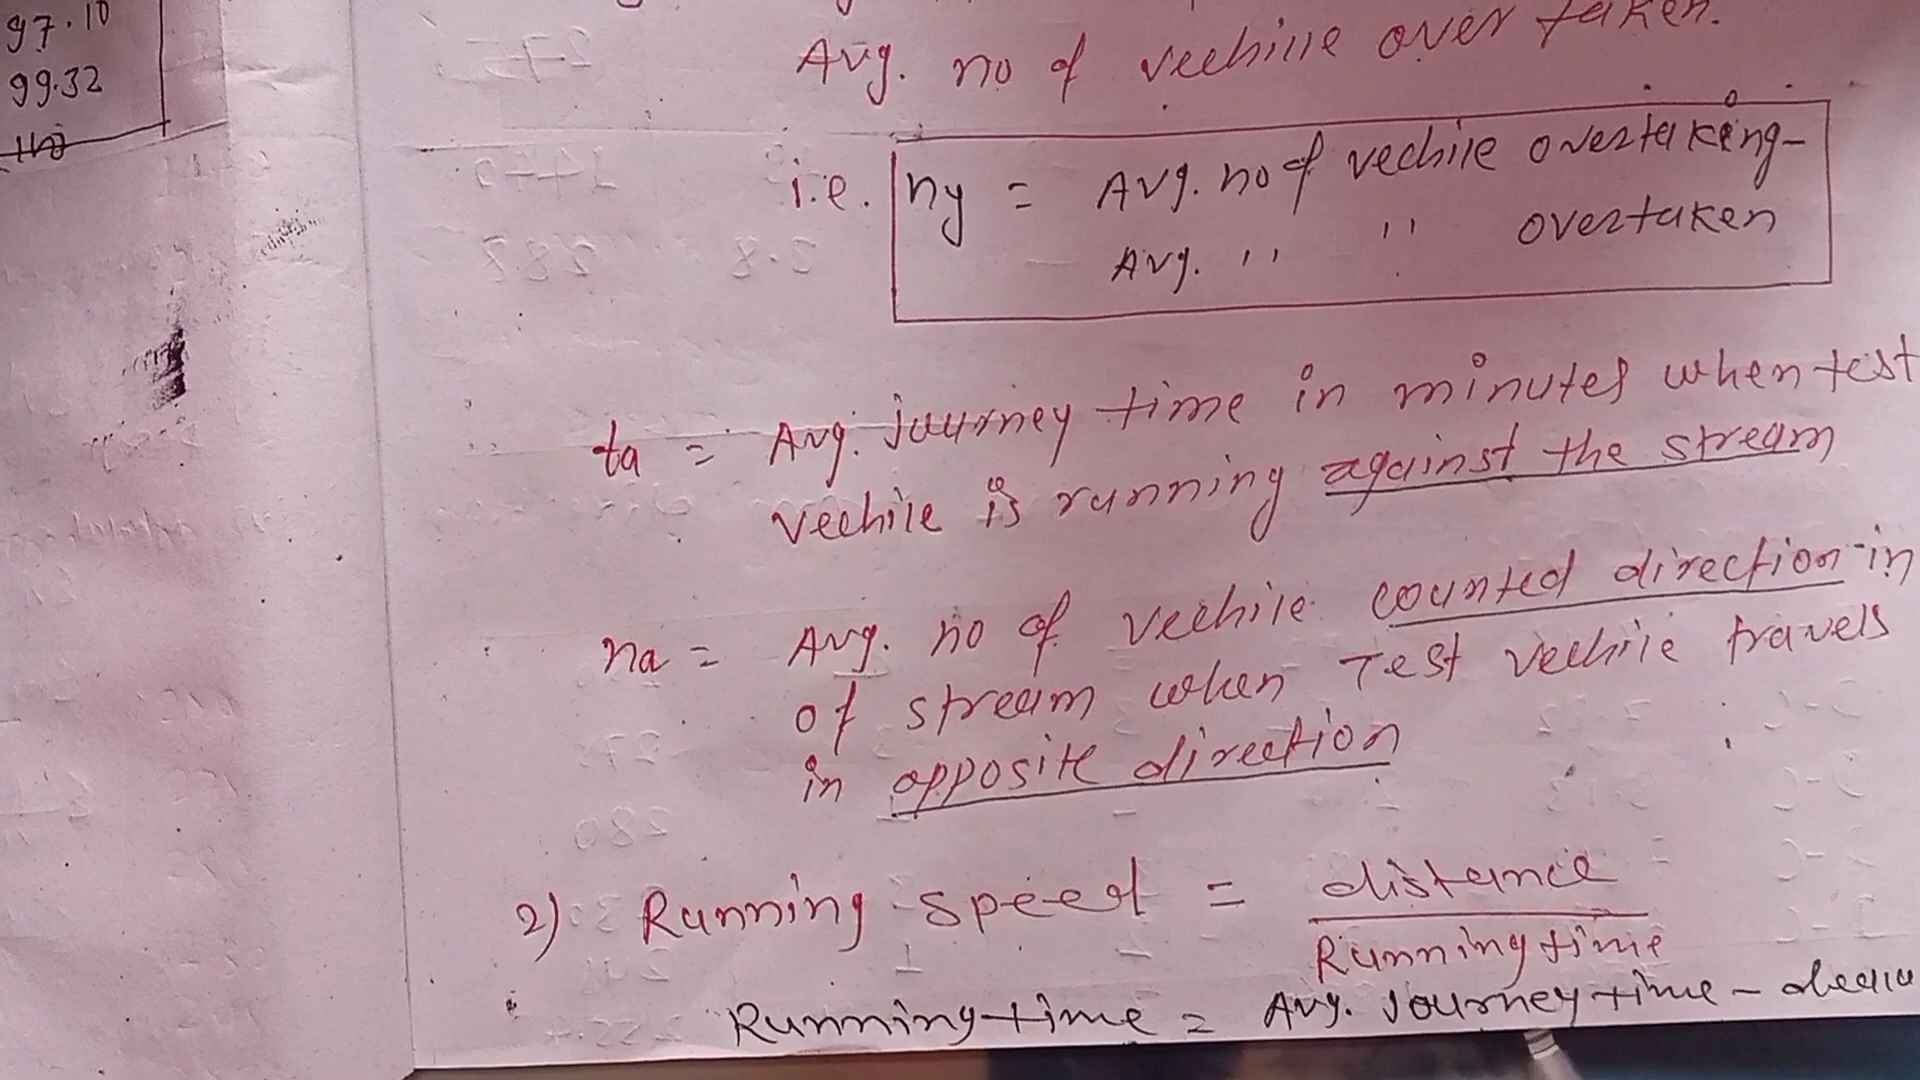 97.10
99.32
Avg. no of vechile over taken.
i.e. ny = Avg. no of vechile overtaking-
Avg. '' '' overtaken
ta = Avg. journey time in minutes when test
vechile is running against the stream
na = Avg. no of vechile counted direction-in
of stream when Test vechile travels
in opposite direction
2) Running speed = distance
Running time
Running time = Avg. Journey time -